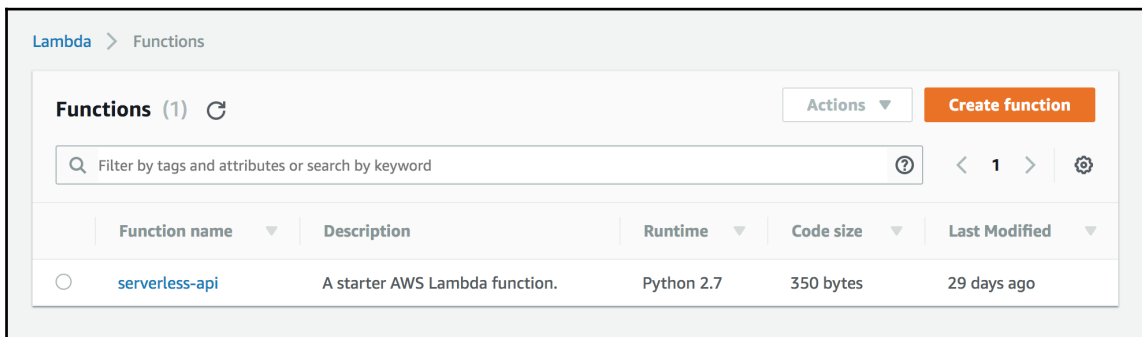 Lambda > Functions
Functions (1)
Actions
Create function
Filter by tags and attributes or search by keyword
1
Function name Description Runtime Code size Last Modified
serverless-api A starter AWS Lambda function. Python 2.7 350 bytes 29 days ago